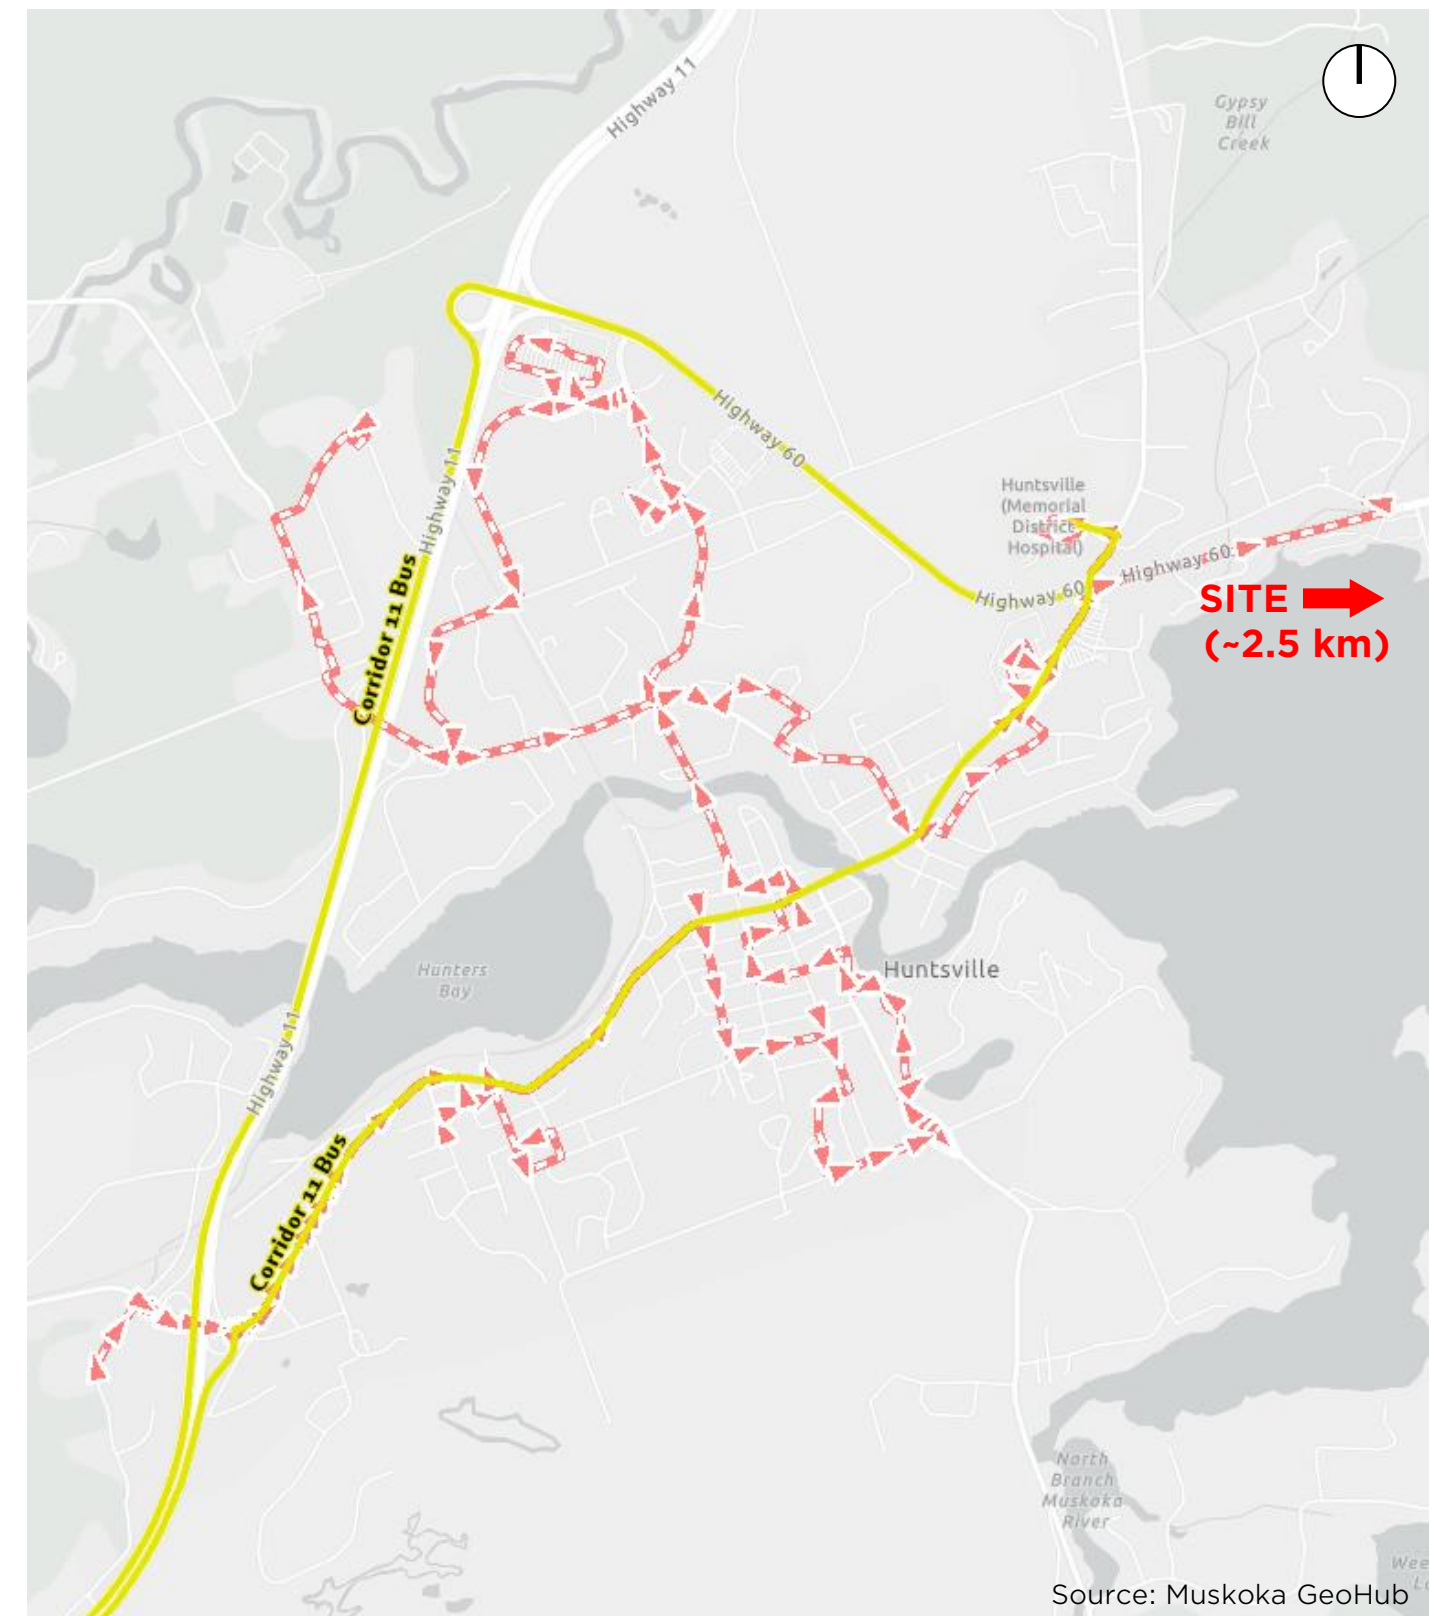 Highway 11
Gypsy
Bill
Creek
Highway 60
Highway 11
Huntsville
(Memorial
District
Hospital)
Highway 60
Highway 60
SITE
(~2.5 km)
Corridor 11 Bus
Hunters
Bay
Huntsville
Highway 11
Corridor 11 Bus
North
Branch
Muskoka
River
Wee
Source: Muskoka GeoHub